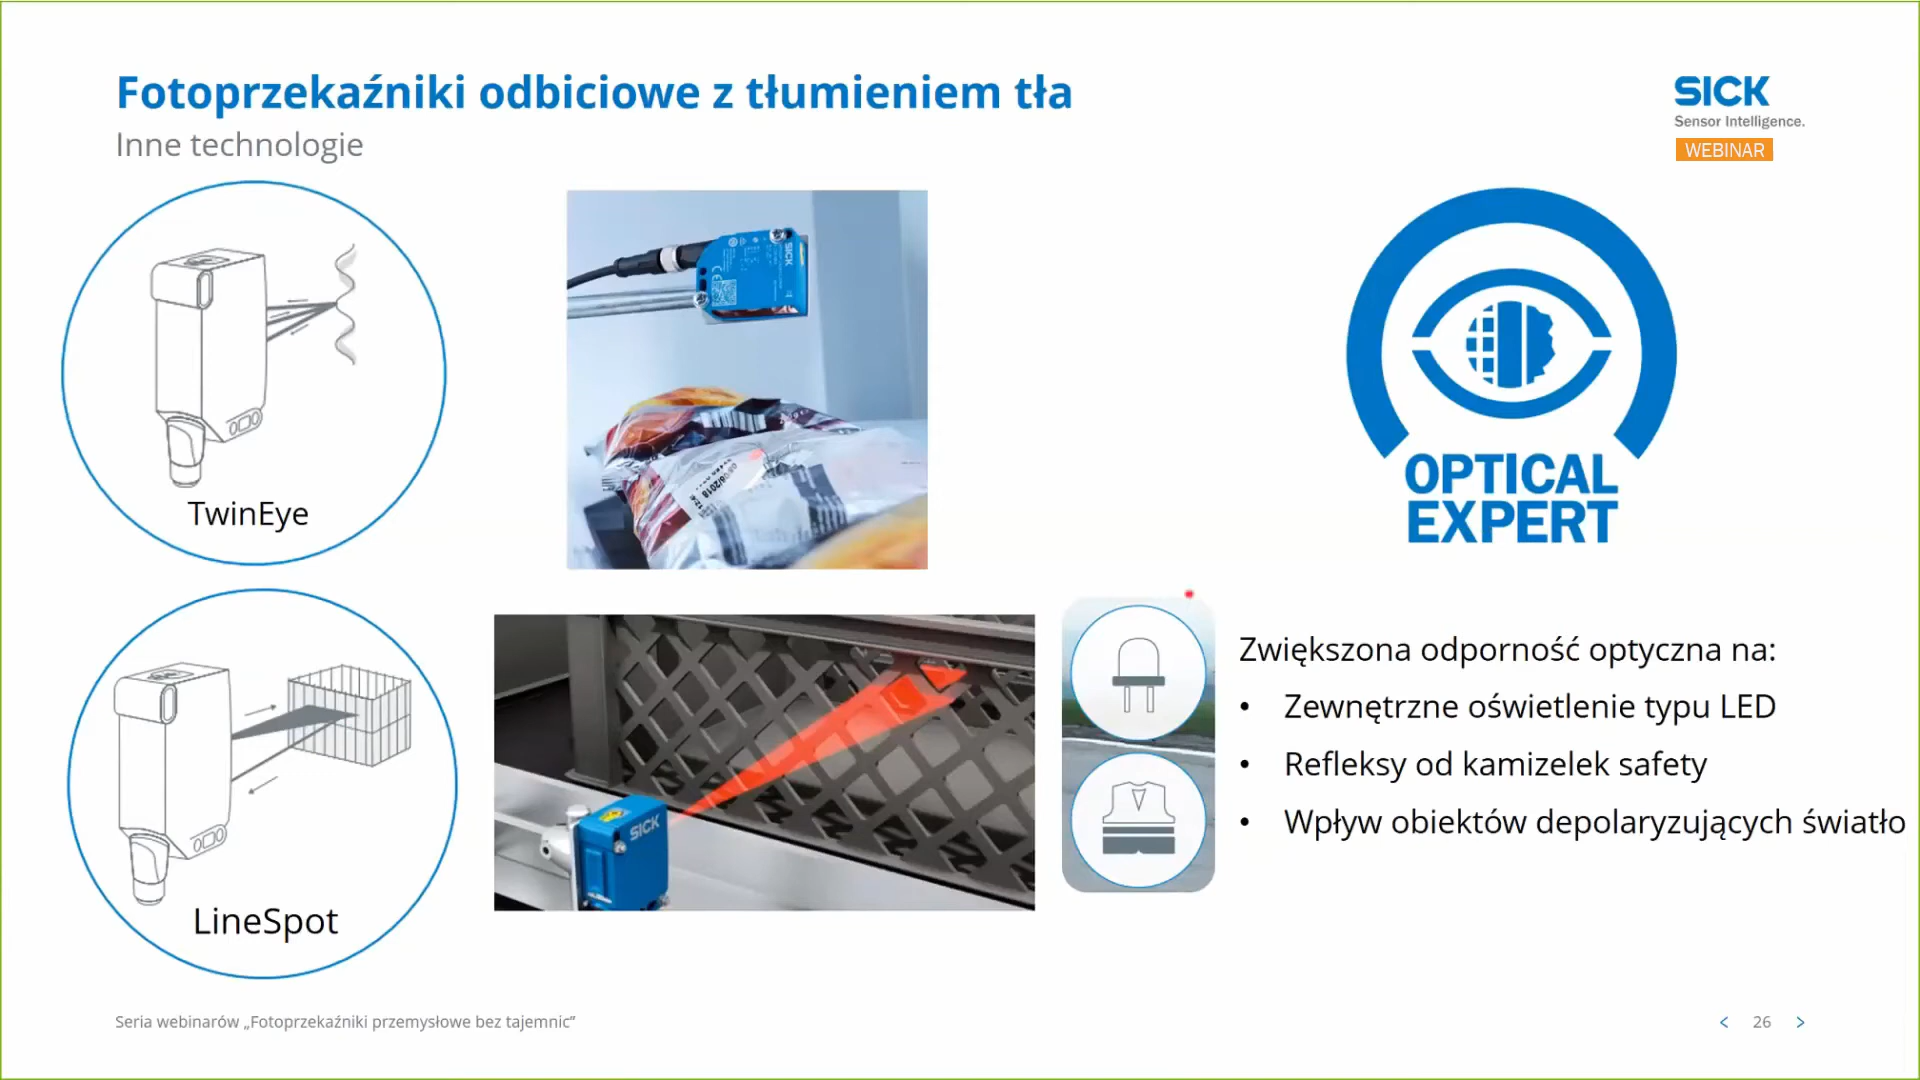 Fotoprzekaźniki odbiciowe z tłumieniem tła
Inne technologie
SICK
Sensor Intelligence.
WEBINAR
TwinEye
SICK
OPTICAL
EXPERT
LineSpot
SICK
Zwiększona odporność optyczna na:
• Zewnętrzne oświetlenie typu LED
• Refleksy od kamizelek safety
• Wpływ obiektów depolaryzujących światło
Seria webinarów „Fotoprzekaźniki przemysłowe bez tajemnic”
< 26 >